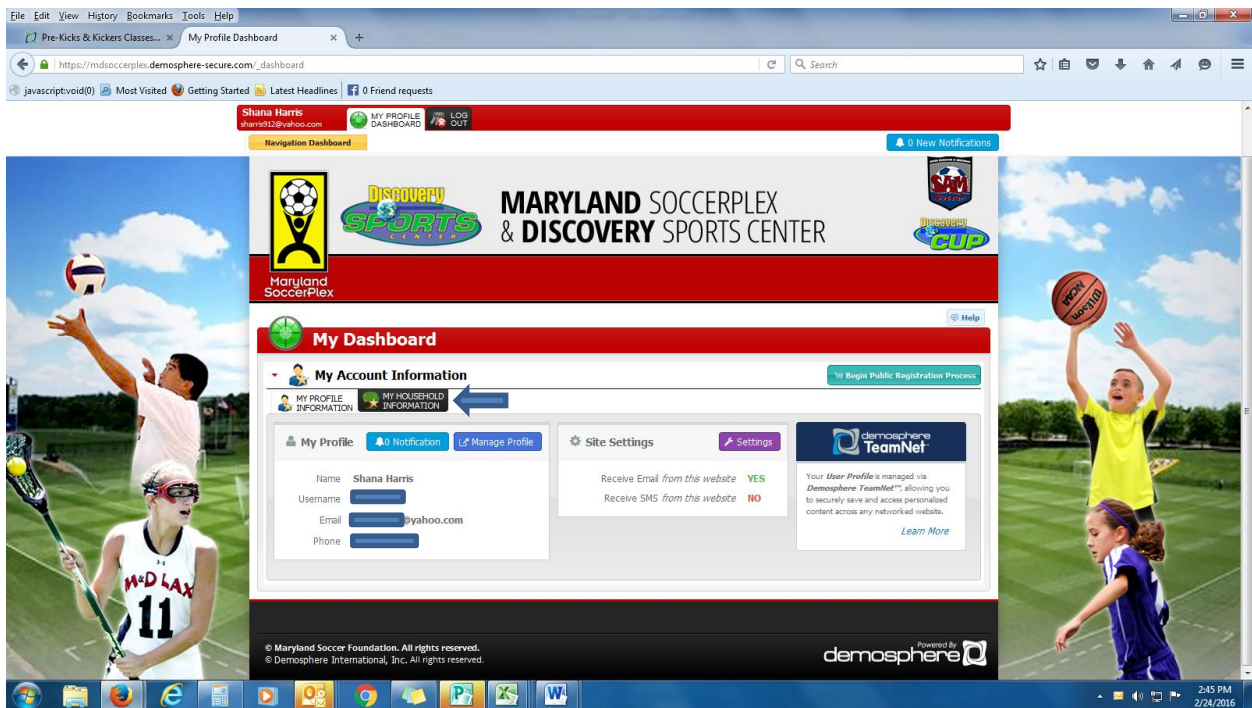 File Edit View History Bookmarks Tools Help
Pre-Kicks & Kickers Classes... × My Profile Dashboard × +
https://mdsoccerplex.demosphere-secure.com/_dashboard Search
javascript:void(0) Most Visited Getting Started Latest Headlines 0 Friend requests
Shana Harris
sharris912@yahoo.com
MY PROFILE
DASHBOARD
LOG
OUT
Navigation Dashboard
0 New Notifications
Discovery
SPORTS
CENTER
MARYLAND SOCCERPLEX
& DISCOVERY SPORTS CENTER
SAM
SOCCER
Discovery
CUP
Maryland
SoccerPlex
Help
My Dashboard
My Account Information
Begin Public Registration Process
MY PROFILE
INFORMATION
MY HOUSEHOLD
INFORMATION
My Profile 0 Notification Manage Profile
Name Shana Harris
Username
Email @yahoo.com
Phone
Site Settings Settings
Receive Email from this website YES
Receive SMS from this website NO
demosphere
TeamNet
Your User Profile is managed via
Demosphere TeamNet™, allowing you
to securely save and access personalized
content across any networked website.
Learn More
© Maryland Soccer Foundation. All rights reserved.
© Demosphere International, Inc. All rights reserved.
Powered By
demosphere
Wilson
NCAA
M&D LAX
11
2:45 PM
2/24/2016